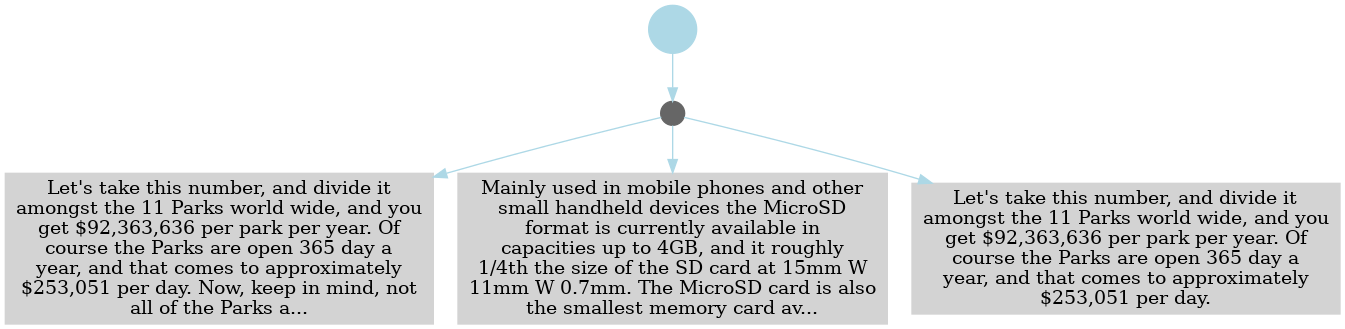 Let's take this number, and divide it
amongst the 11 Parks world wide, and you
get $92,363,636 per park per year. Of
course the Parks are open 365 day a
year, and that comes to approximately
$253,051 per day. Now, keep in mind, not
all of the Parks a...
Mainly used in mobile phones and other
small handheld devices the MicroSD
format is currently available in
capacities up to 4GB, and it roughly
1/4th the size of the SD card at 15mm W
11mm W 0.7mm. The MicroSD card is also
the smallest memory card av...
Let's take this number, and divide it
amongst the 11 Parks world wide, and you
get $92,363,636 per park per year. Of
course the Parks are open 365 day a
year, and that comes to approximately
$253,051 per day.